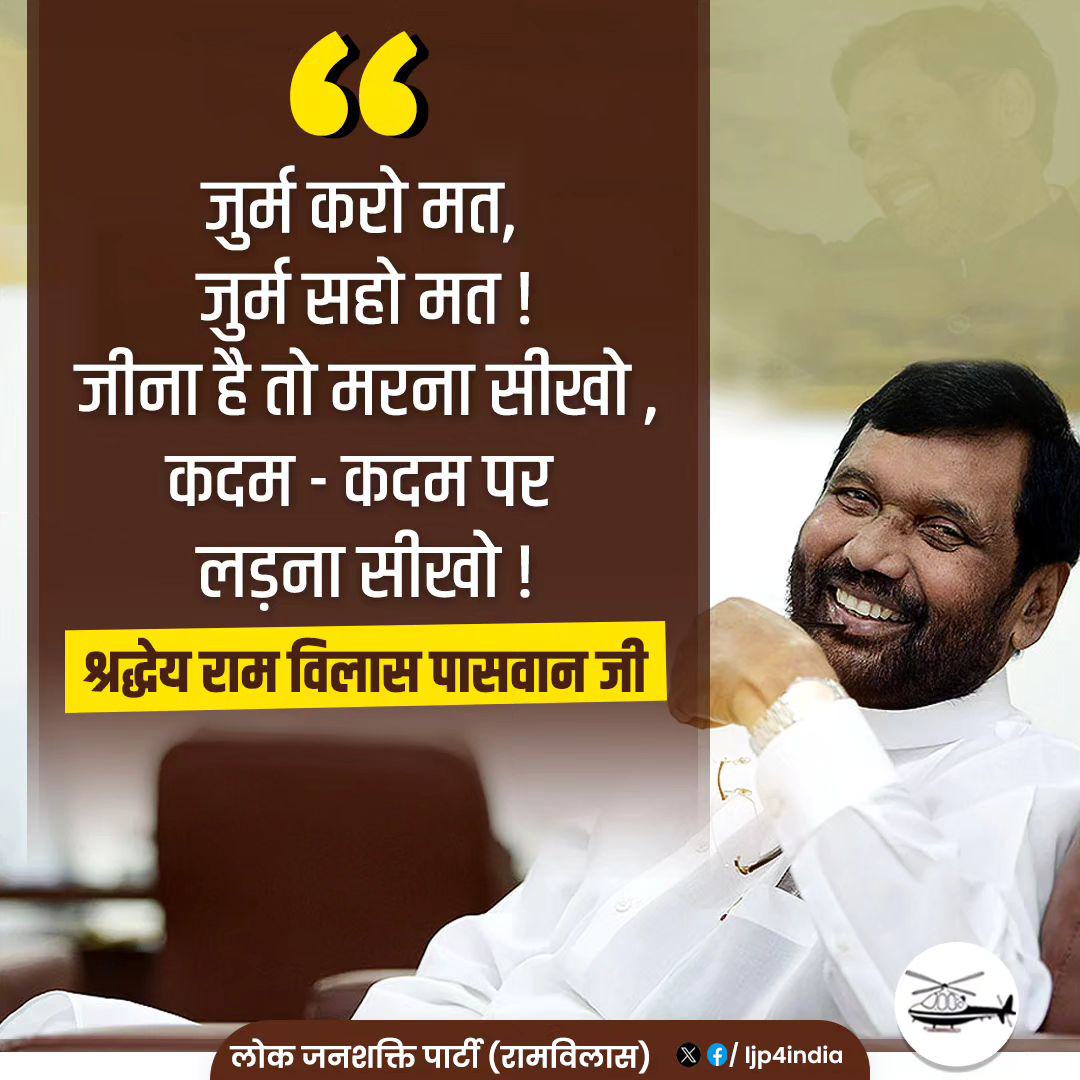 ❝
जुर्म करो मत,
जुर्म सहो मत !
जीना है तो मरना सीखो ,
कदम - कदम पर
लड़ना सीखो !
श्रद्धेय राम विलास पासवान जी
लोक जनशक्ति पार्टी (रामविलास) X f / ljp4india